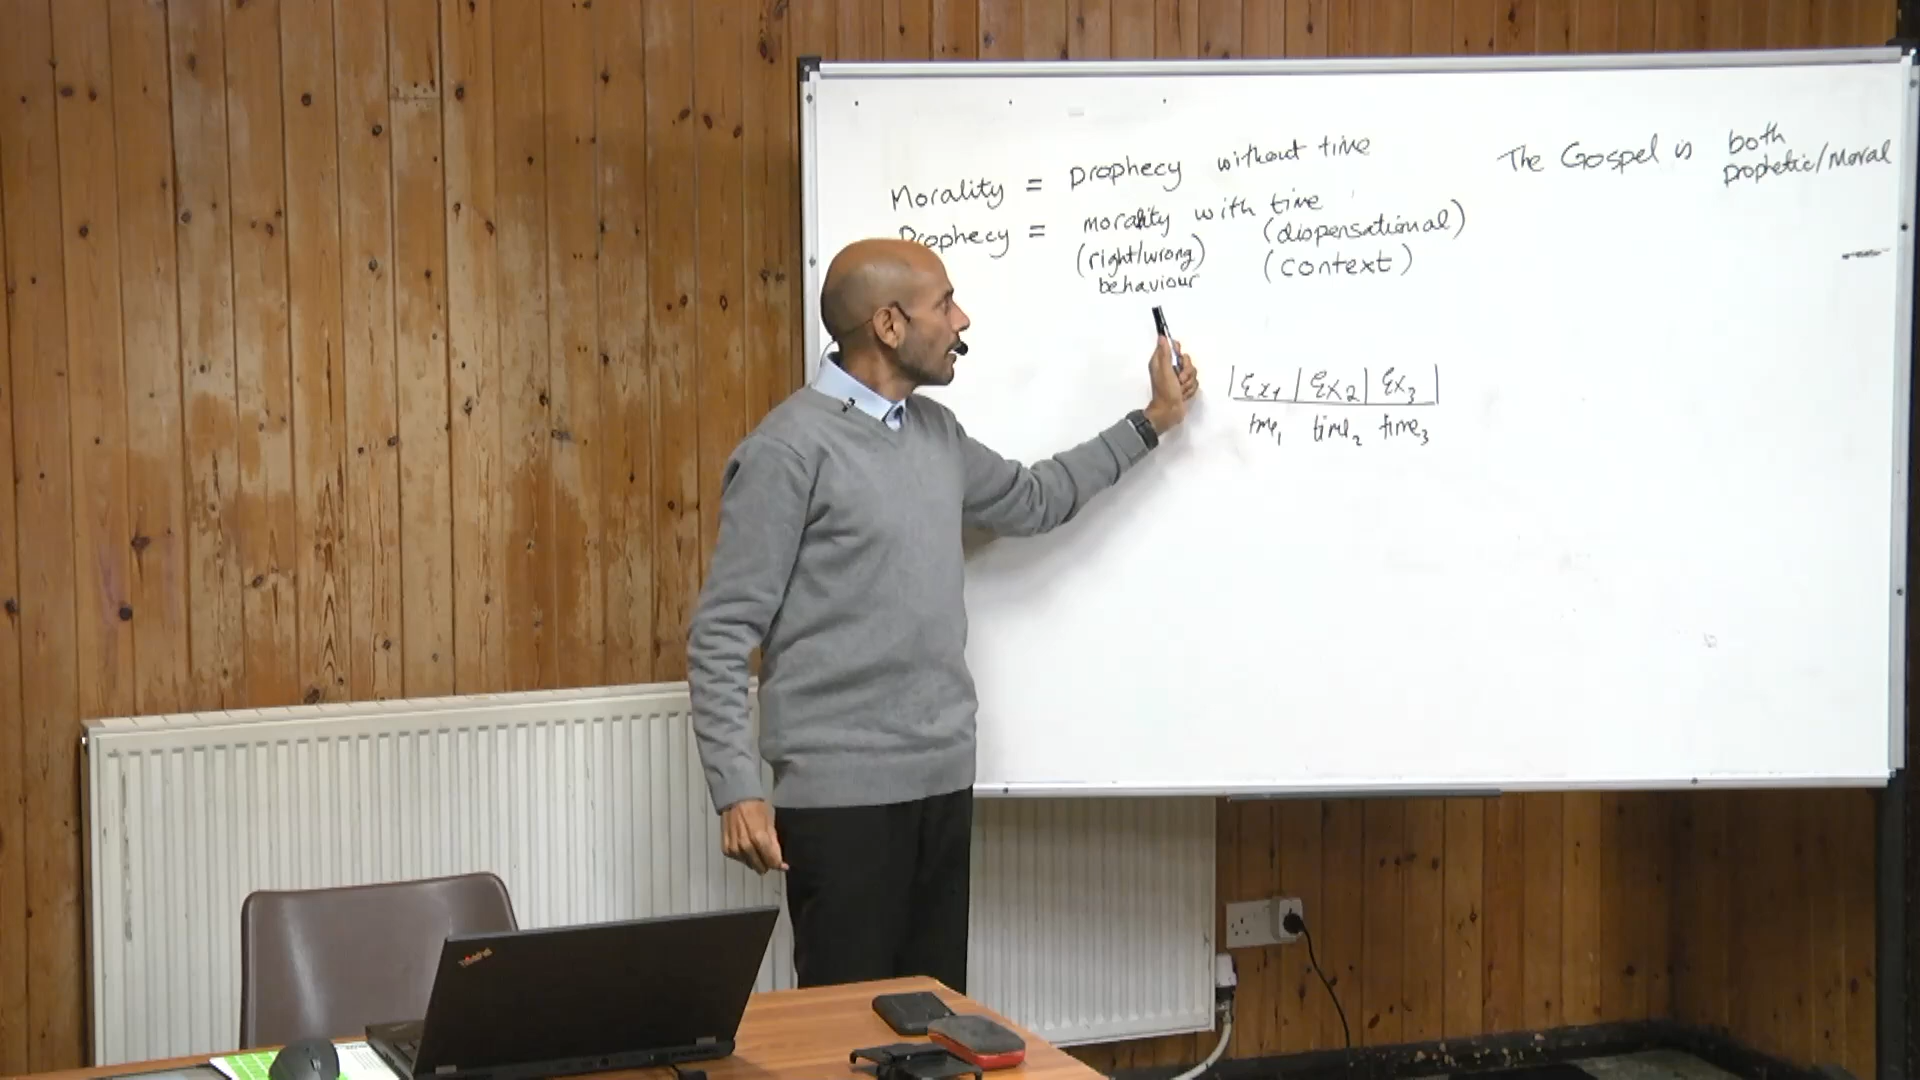 Morality = prophecy without time
Prophecy = morality with time
(right/wrong) (dispensational)
behaviour (context)
The Gospel is both
prophetic/Moral
| Ex1 | Ex2 | Ex3 |
time1 time2 time3
ThinkPad